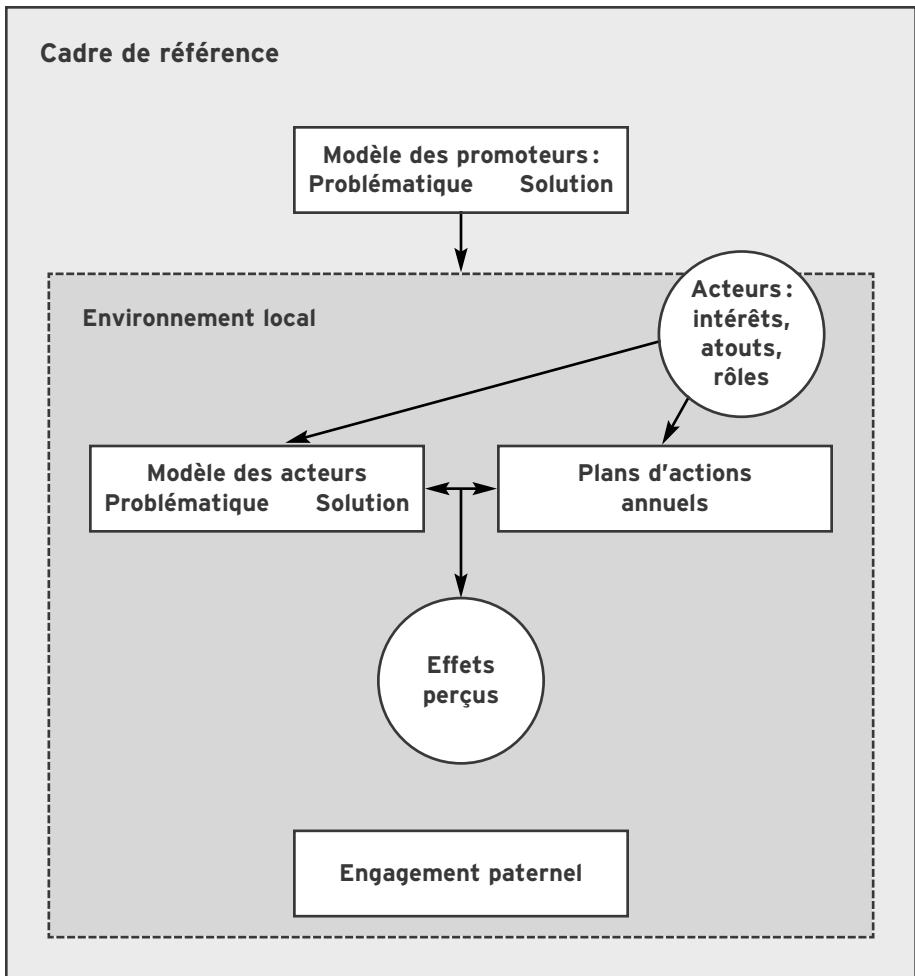 Cadre de référence
Modèle des promoteurs :
Problématique Solution
Environnement local
Acteurs :
intérêts,
atouts,
rôles
Modèle des acteurs
Problématique Solution
Plans d'actions
annuels
Effets
perçus
Engagement paternel